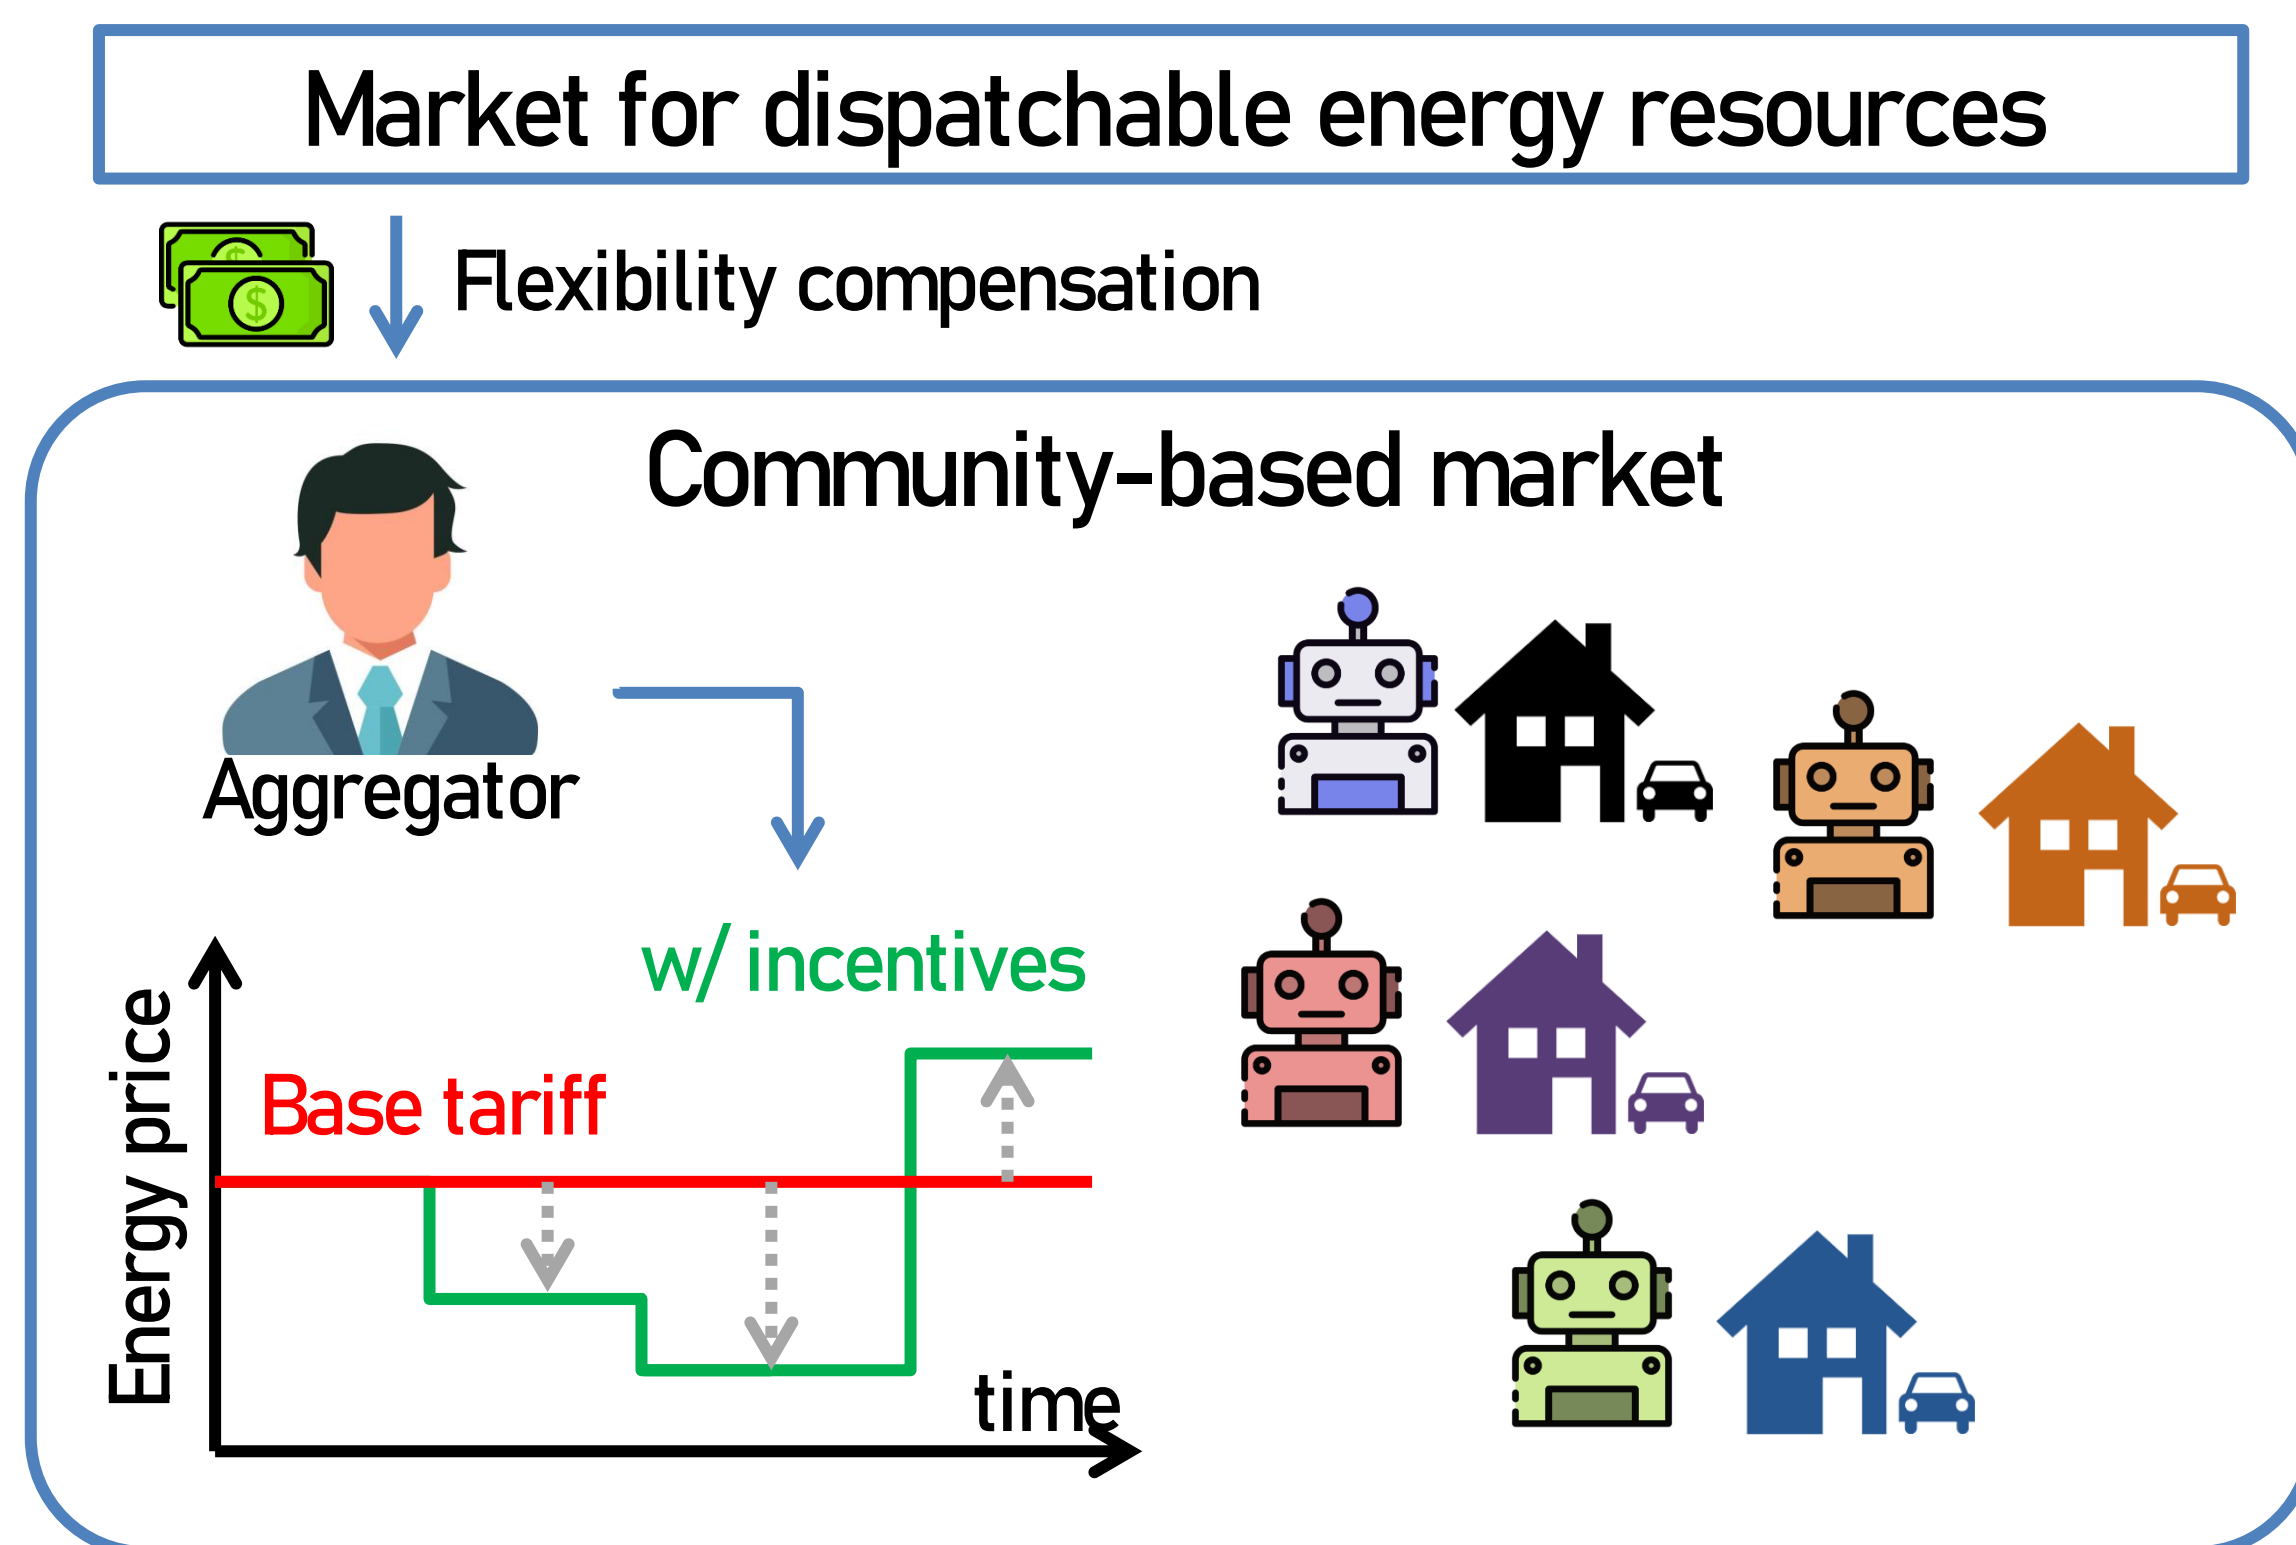 Market for dispatchable energy resources
Flexibility compensation
Community-based market
Aggregator
w/ incentives
Base tariff
Energy price
time